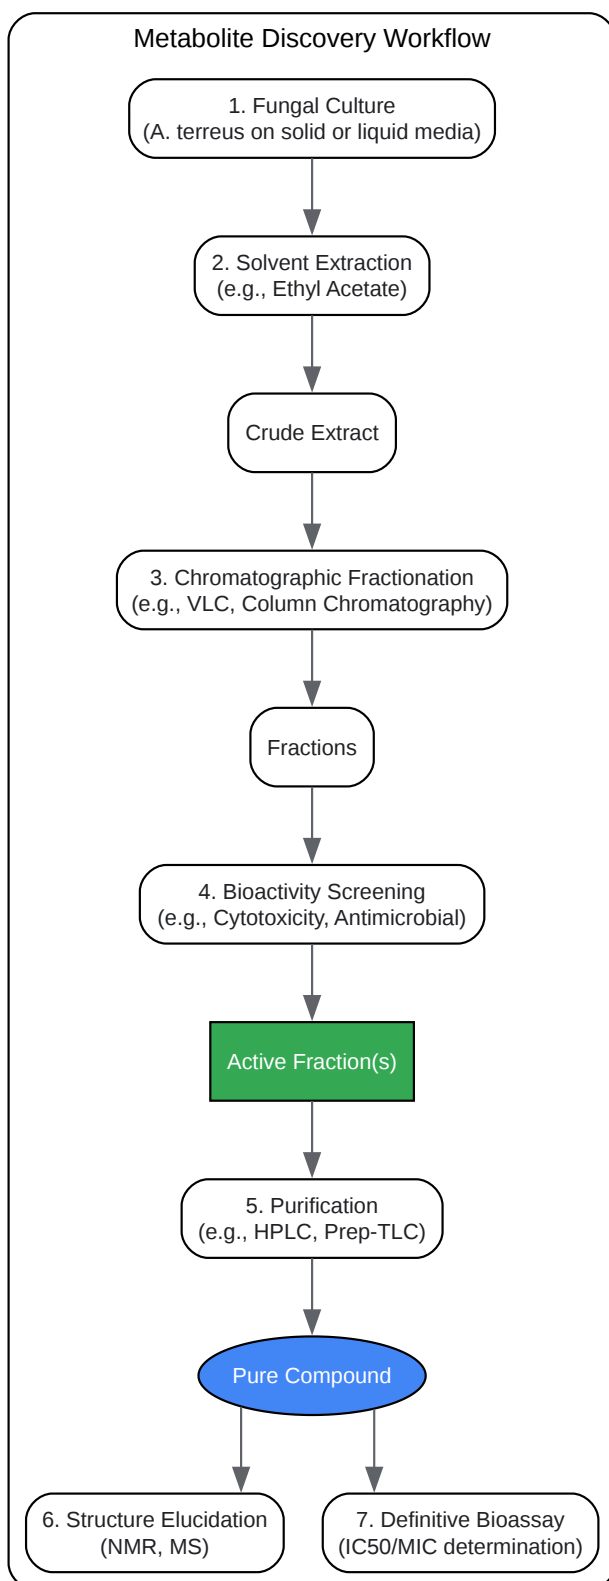 Metabolite Discovery Workflow
1. Fungal Culture
(A. terreus on solid or liquid media)
2. Solvent Extraction
(e.g., Ethyl Acetate)
Crude Extract
3. Chromatographic Fractionation
(e.g., VLC, Column Chromatography)
Fractions
4. Bioactivity Screening
(e.g., Cytotoxicity, Antimicrobial)
Active Fraction(s)
5. Purification
(e.g., HPLC, Prep-TLC)
Pure Compound
6. Structure Elucidation
(NMR, MS)
7. Definitive Bioassay
(IC50/MIC determination)